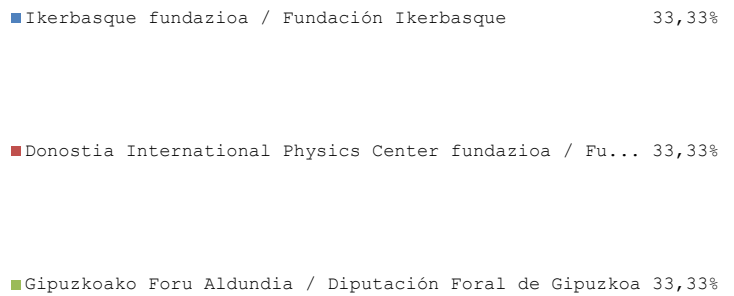 Ikerbasque fundazioa / Fundación Ikerbasque 33,33%
Donostia International Physics Center fundazioa / Fu... 33,33%
Gipuzkoako Foru Aldundia / Diputación Foral de Gipuzkoa 33,33%